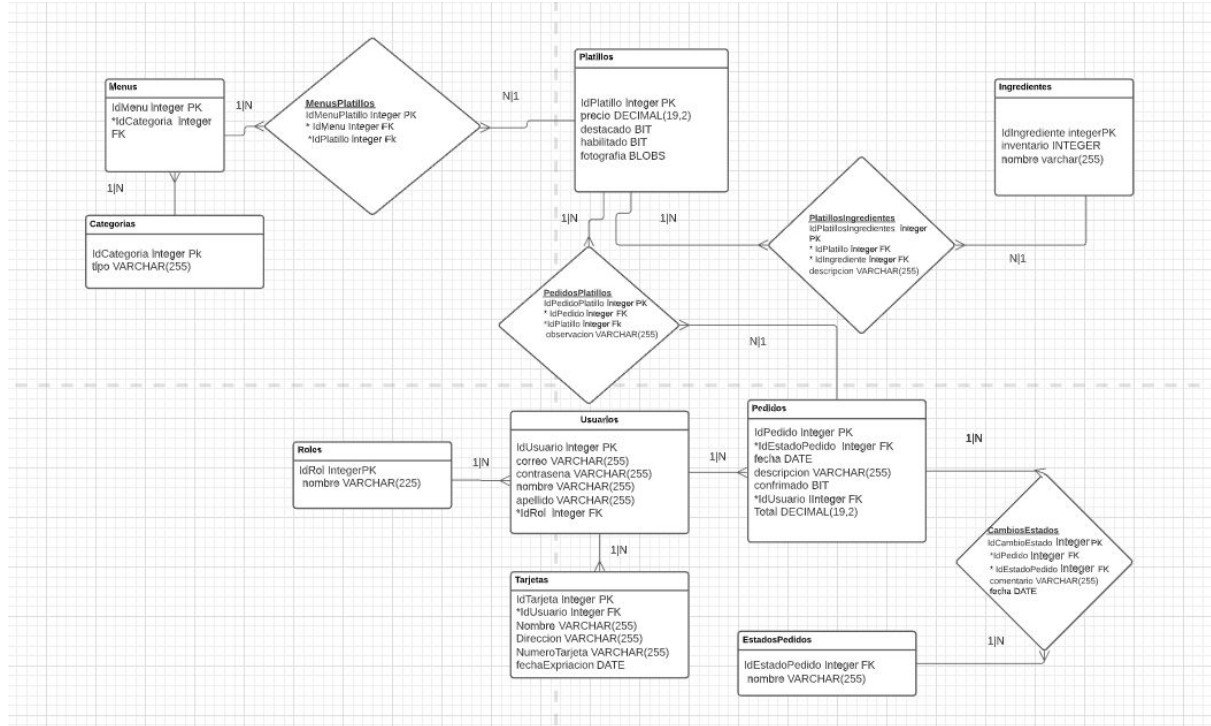 Menus
IdMenu Integer PK
*IdCategoria Integer
FK
1|N
1|N
Categorias
IdCategoria Integer Pk
tipo VARCHAR(255)
MenusPlatillos
IdMenuPlatillo Integer PK
* IdMenu Integer FK
*IdPlatillo Integer Fk
N|1
Platillos
IdPlatillo Integer PK
precio DECIMAL(19,2)
destacado BIT
habilitado BIT
fotografia BLOBS
1|N
1|N
Ingredientes
IdIngrediente integerPK
inventario INTEGER
nombre varchar(255)
PlatillosIngredientes
IdPlatillosIngredientes Integer
PK
* IdPlatillo Integer FK
* IdIngrediente Integer FK
descripcion VARCHAR(255)
N|1
PedidosPlatillos
IdPedidoPlatillo Integer PK
* IdPedido Integer FK
*IdPlatillo Integer Fk
observacion VARCHAR(255)
N|1
Roles
IdRol IntegerPK
nombre VARCHAR(225)
1|N
Usuarios
IdUsuario Integer PK
correo VARCHAR(255)
contrasena VARCHAR(255)
nombre VARCHAR(255)
apellido VARCHAR(255)
*IdRol Integer FK
1|N
1|N
Pedidos
IdPedido Integer PK
*IdEstadoPedido Integer FK
fecha DATE
descripcion VARCHAR(255)
confrimado BIT
*IdUsuario IInteger FK
Total DECIMAL(19,2)
1|N
Tarjetas
IdTarjeta Integer PK
*IdUsuario Integer FK
Nombre VARCHAR(255)
Direccion VARCHAR(255)
NumeroTarjeta VARCHAR(255)
fechaExpriacion DATE
CambiosEstados
IdCambioEstado Integer PK
*IdPedido Integer FK
* IdEstadoPedido Integer FK
comentario VARCHAR(255)
fecha DATE
1|N
EstadosPedidos
IdEstadoPedido Integer FK
nombre VARCHAR(255)